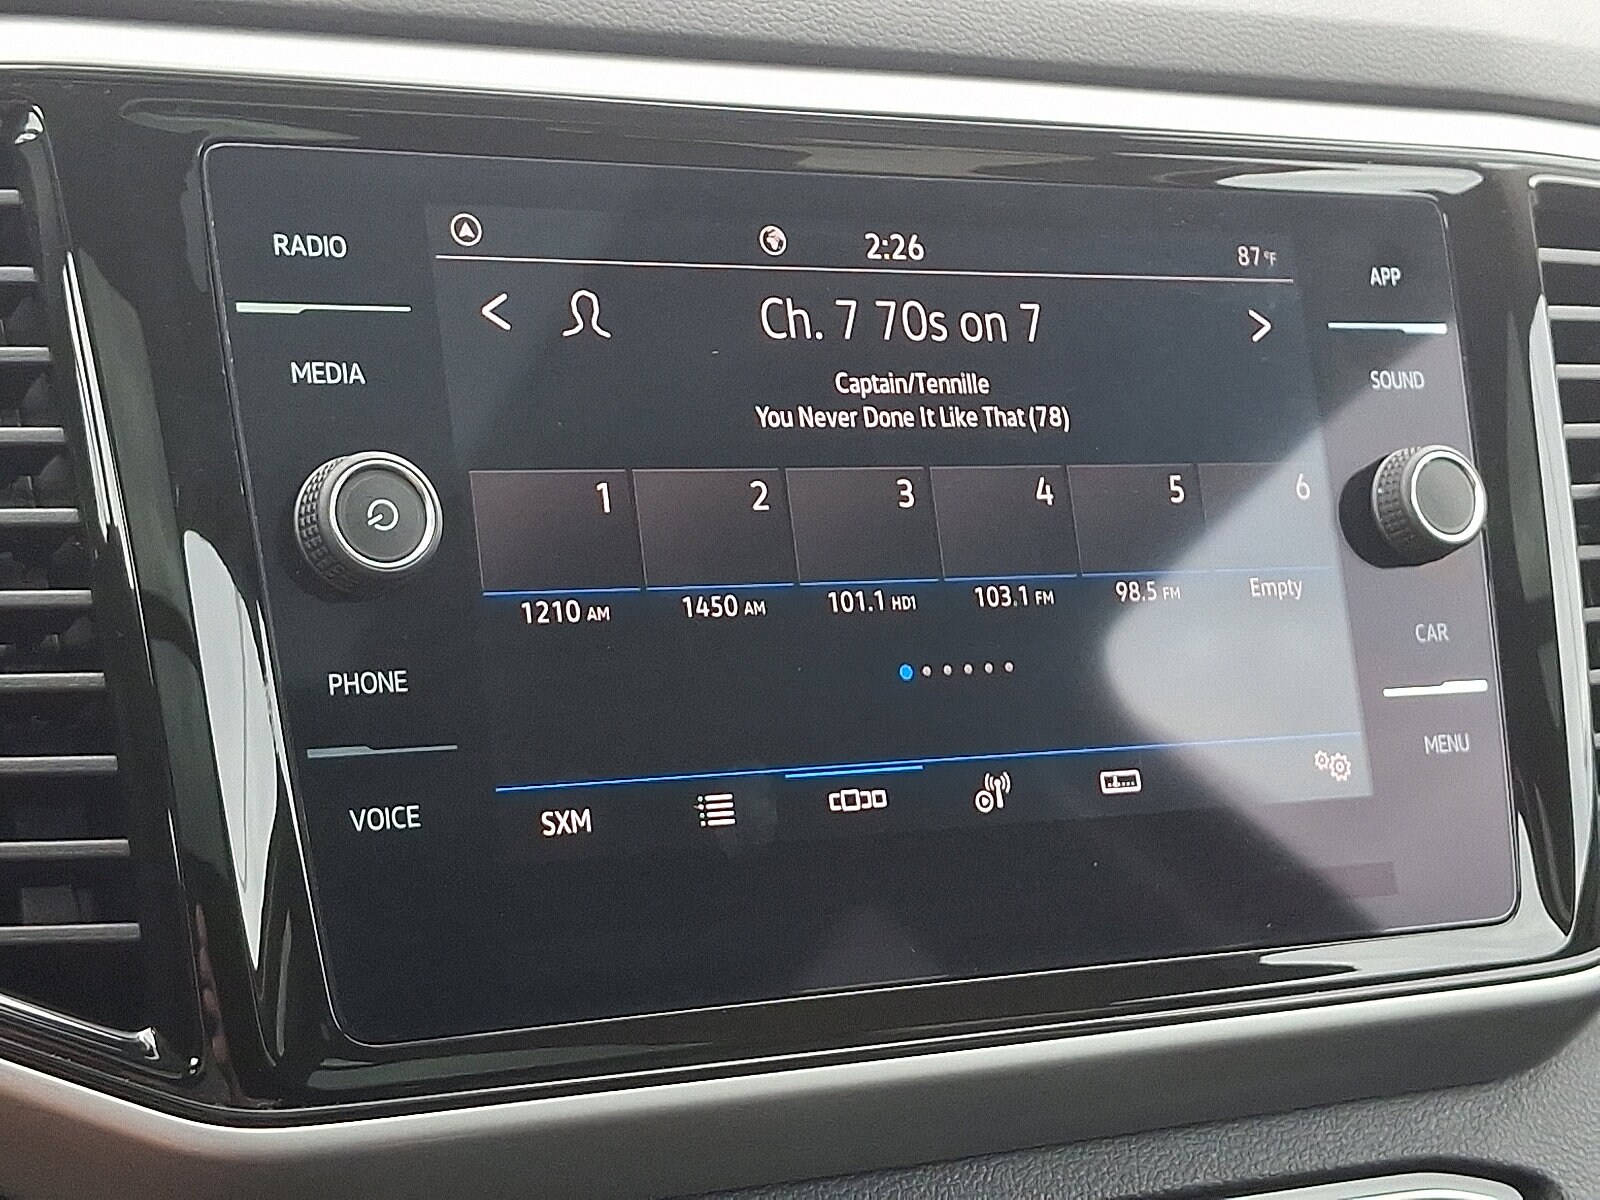 RADIO
MEDIA
PHONE
VOICE
2:26
87°F
Ch. 7 70s on 7
Captain/Tennille
You Never Done It Like That (78)
1 2 3 4 5 6
1210 AM 1450 AM 101.1 HD1 103.1 FM 98.5 FM Empty
SXM
APP
SOUND
CAR
MENU